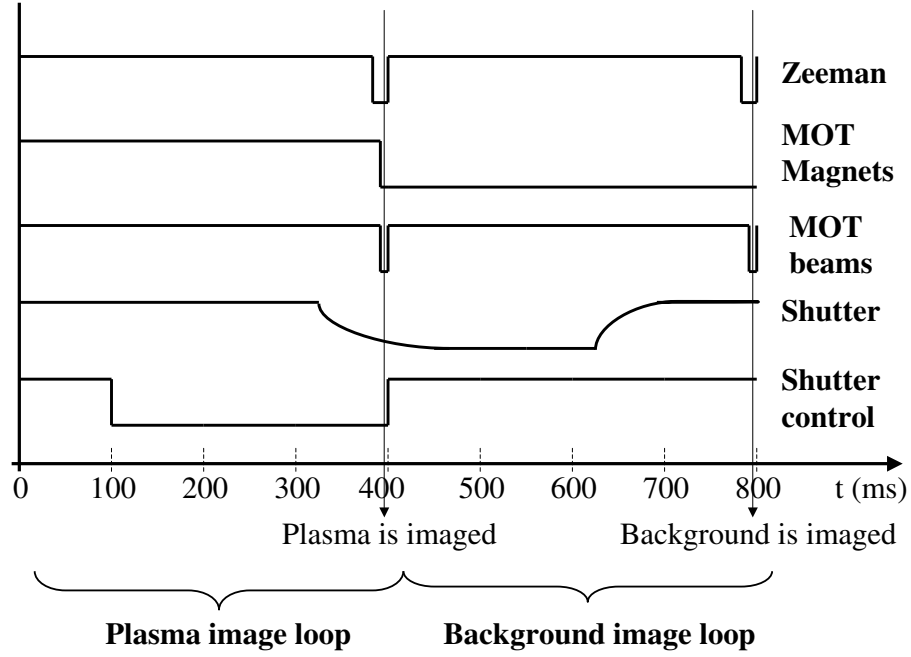 Zeeman
MOT
Magnets
MOT
beams
Shutter
Shutter
control
0 100 200 300 400 500 600 700 800 t (ms)
Plasma is imaged Background is imaged
Plasma image loop Background image loop